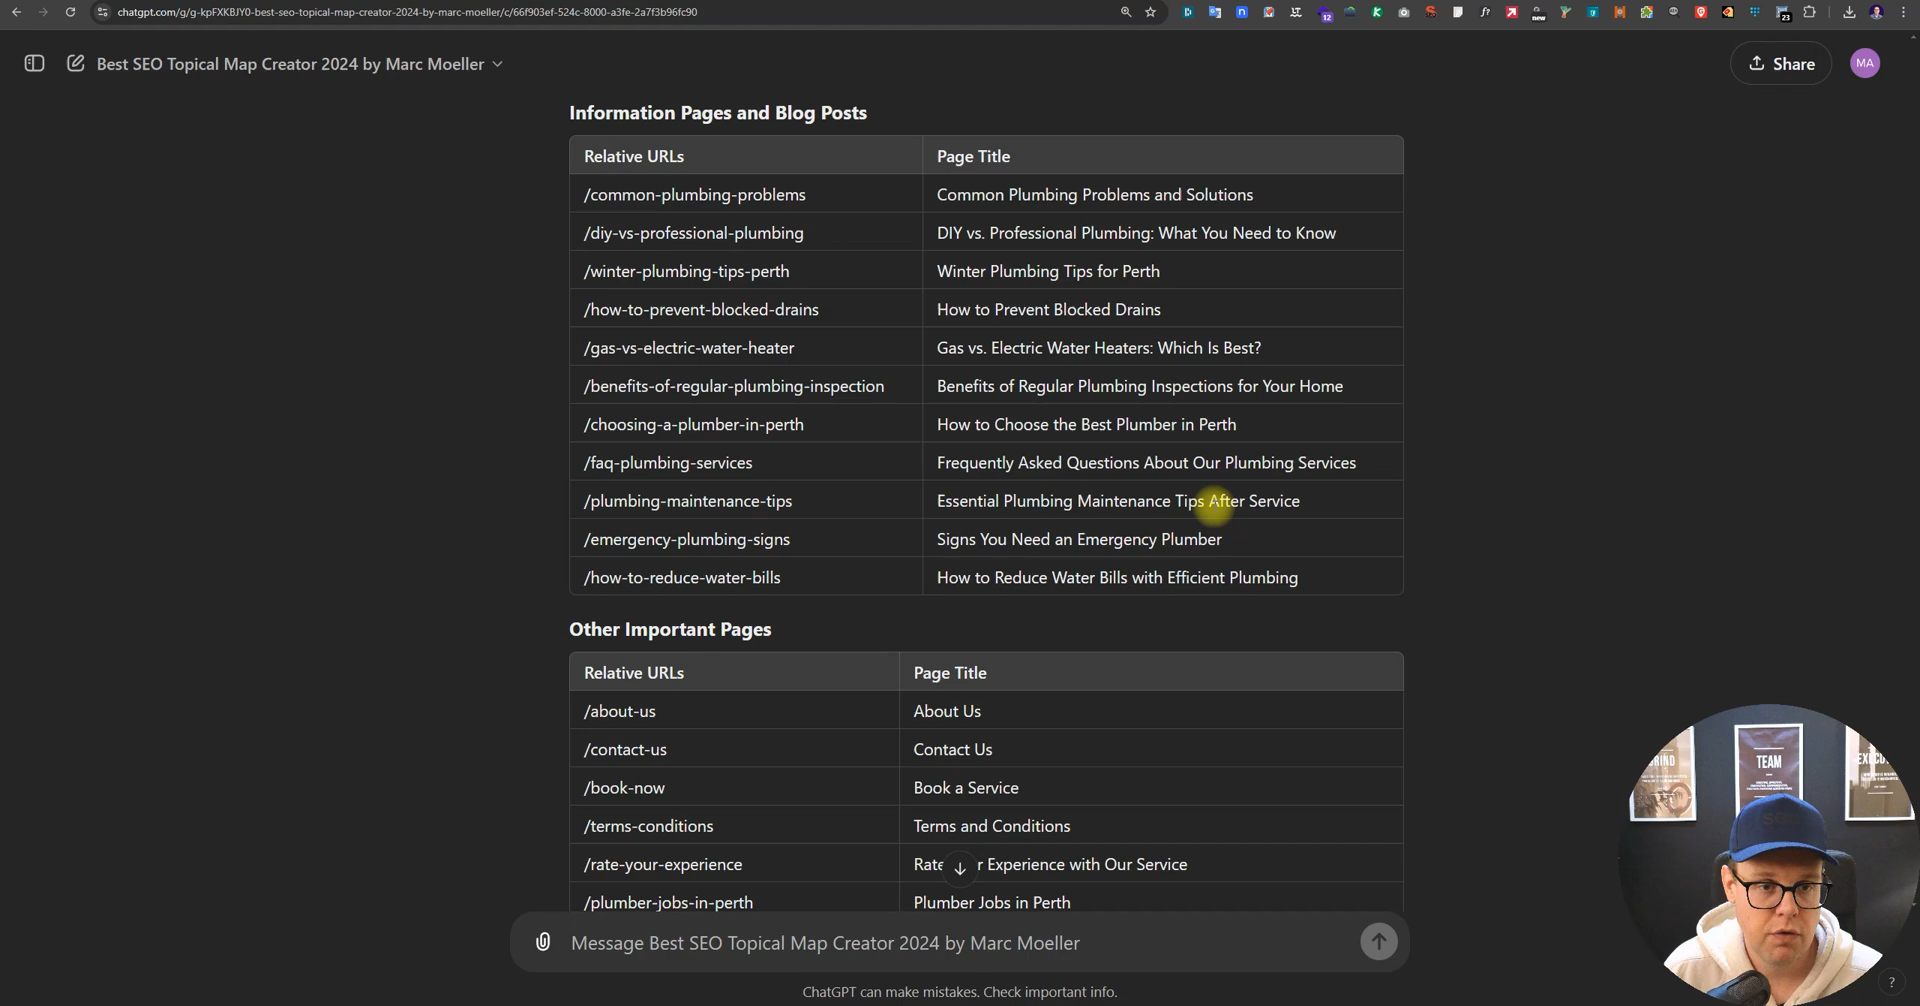 chatgpt.com/g/g-kpFXKBJY0-best-seo-topical-map-creator-2024-by-marc-moeller/c/66f903ef-524c-8000-a3fe-2a7f3b96fc90
12
new
23
Best SEO Topical Map Creator 2024 by Marc Moeller
Share
MA
Information Pages and Blog Posts
Relative URLs Page Title
/common-plumbing-problems Common Plumbing Problems and Solutions
/diy-vs-professional-plumbing DIY vs. Professional Plumbing: What You Need to Know
/winter-plumbing-tips-perth Winter Plumbing Tips for Perth
/how-to-prevent-blocked-drains How to Prevent Blocked Drains
/gas-vs-electric-water-heater Gas vs. Electric Water Heaters: Which Is Best?
/benefits-of-regular-plumbing-inspection Benefits of Regular Plumbing Inspections for Your Home
/choosing-a-plumber-in-perth How to Choose the Best Plumber in Perth
/faq-plumbing-services Frequently Asked Questions About Our Plumbing Services
/plumbing-maintenance-tips Essential Plumbing Maintenance Tips After Service
/emergency-plumbing-signs Signs You Need an Emergency Plumber
/how-to-reduce-water-bills How to Reduce Water Bills with Efficient Plumbing
Other Important Pages
Relative URLs Page Title
/about-us About Us
/contact-us Contact Us
/book-now Book a Service
/terms-conditions Terms and Conditions
/rate-your-experience Rate r Experience with Our Service
/plumber-jobs-in-perth Plumber Jobs in Perth
TEAM
Message Best SEO Topical Map Creator 2024 by Marc Moeller
ChatGPT can make mistakes. Check important info.
?